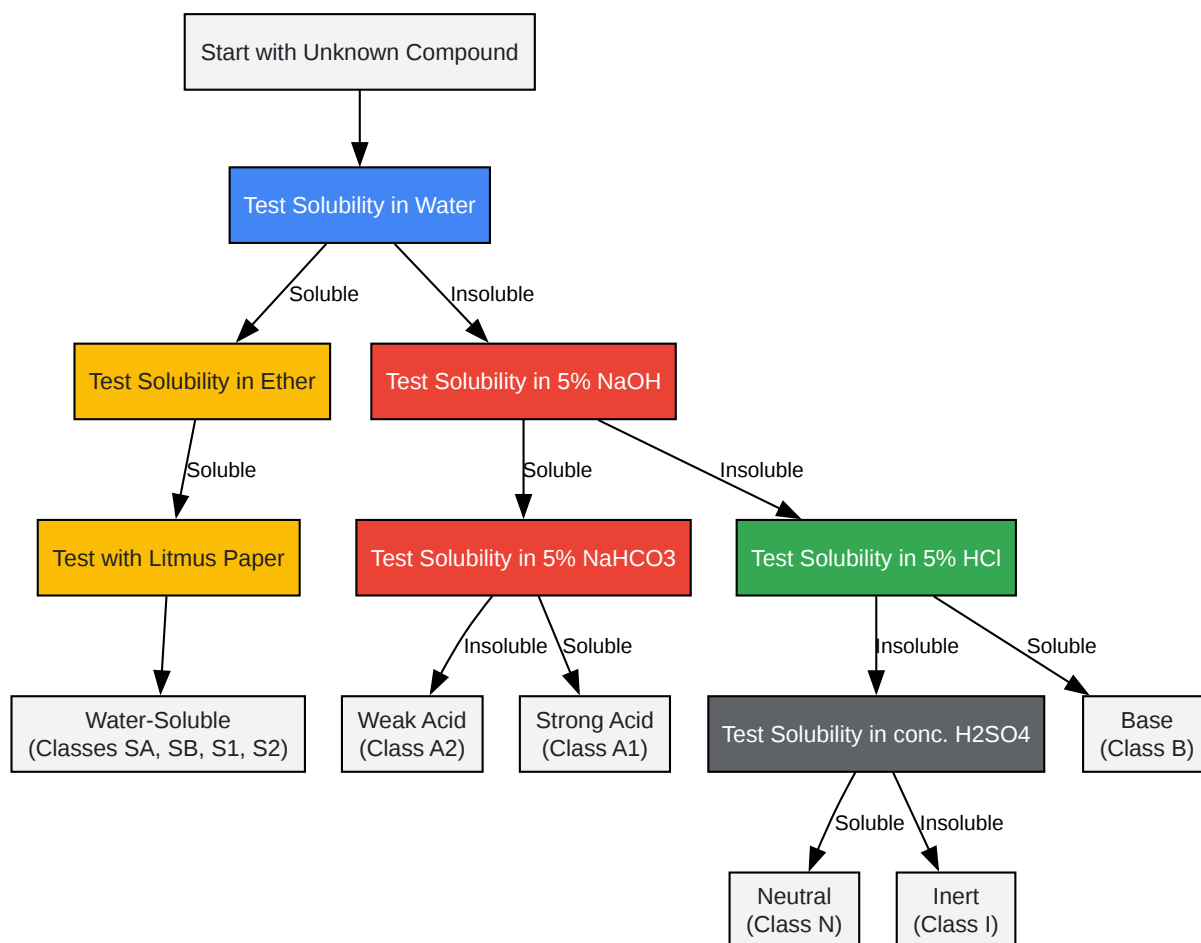 Start with Unknown Compound
Test Solubility in Water
Soluble
Insoluble
Test Solubility in Ether
Test Solubility in 5% NaOH
Soluble
Soluble
Insoluble
Test with Litmus Paper
Test Solubility in 5% NaHCO3
Test Solubility in 5% HCl
Insoluble
Soluble
Insoluble
Soluble
Water-Soluble
(Classes SA, SB, S1, S2)
Weak Acid
(Class A2)
Strong Acid
(Class A1)
Test Solubility in conc. H2SO4
Base
(Class B)
Soluble
Insoluble
Neutral
(Class N)
Inert
(Class I)